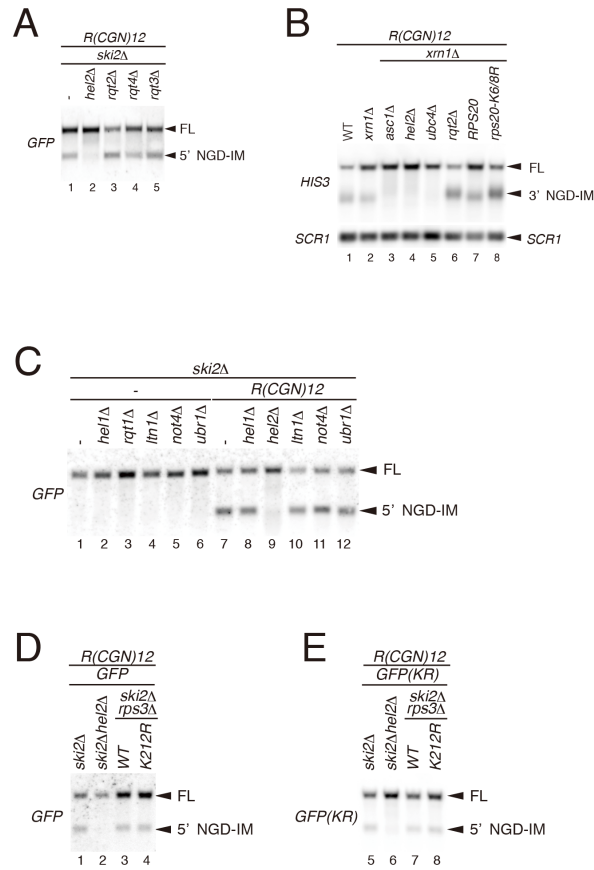 A
R(CGN)12
ski2Δ
- hel2Δ rqt2Δ rqt4Δ rqt3Δ
GFP
FL
5' NGD-IM
1 2 3 4 5
B
R(CGN)12
xrn1Δ
WT xrn1Δ asc1Δ hel2Δ ubc4Δ rqt2Δ RPS20 rps20-K6/8R
HIS3
FL
3' NGD-IM
SCR1
SCR1
1 2 3 4 5 6 7 8
C
ski2Δ
- R(CGN)12
- hel1Δ rqt1Δ ltn1Δ not4Δ ubr1Δ - hel1Δ hel2Δ ltn1Δ not4Δ ubr1Δ
GFP
FL
5' NGD-IM
1 2 3 4 5 6 7 8 9 10 11 12
D
R(CGN)12
GFP
ski2Δ
rps3Δ
ski2Δ ski2Δhel2Δ WT K212R
GFP
FL
5' NGD-IM
1 2 3 4
E
R(CGN)12
GFP(KR)
ski2Δ
rps3Δ
ski2Δ ski2Δhel2Δ WT K212R
GFP(KR)
FL
5' NGD-IM
5 6 7 8